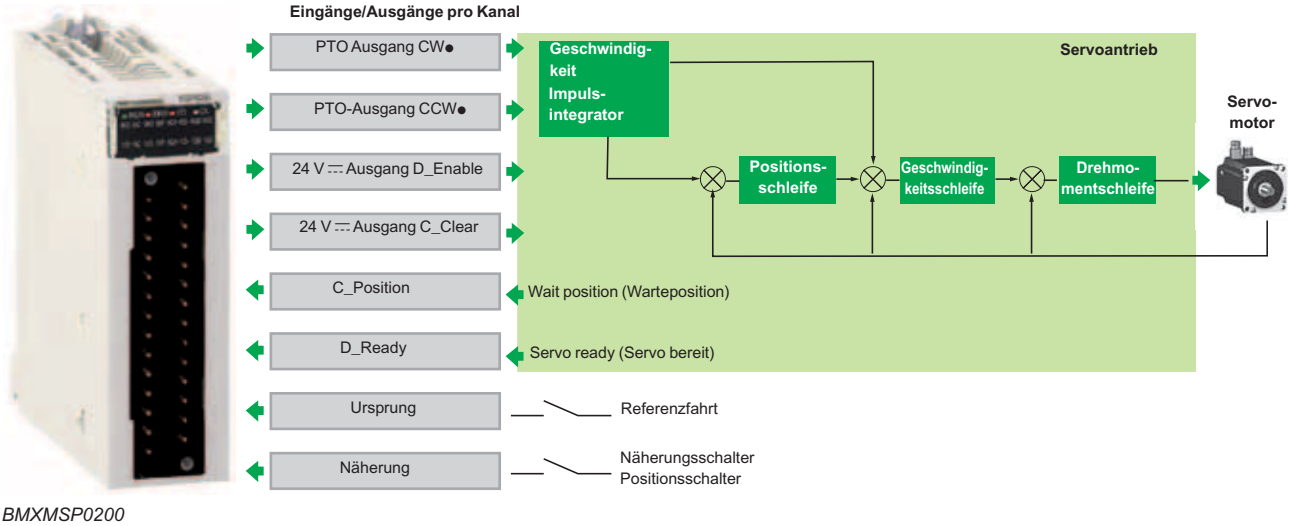 Eingänge/Ausgänge pro Kanal
PTO Ausgang CW●
PTO-Ausgang CCW●
24 V ⎓ Ausgang D_Enable
24 V ⎓ Ausgang C_Clear
C_Position
D_Ready
Ursprung
Näherung
Geschwindig-
keit
Impuls-
integrator
Servoantrieb
Positions-
schleife
Geschwindig-
keitsschleife
Drehmo-
mentschleife
Servo-
motor
Wait position (Warteposition)
Servo ready (Servo bereit)
Referenzfahrt
Näherungsschalter
Positionsschalter
BMXMSP0200